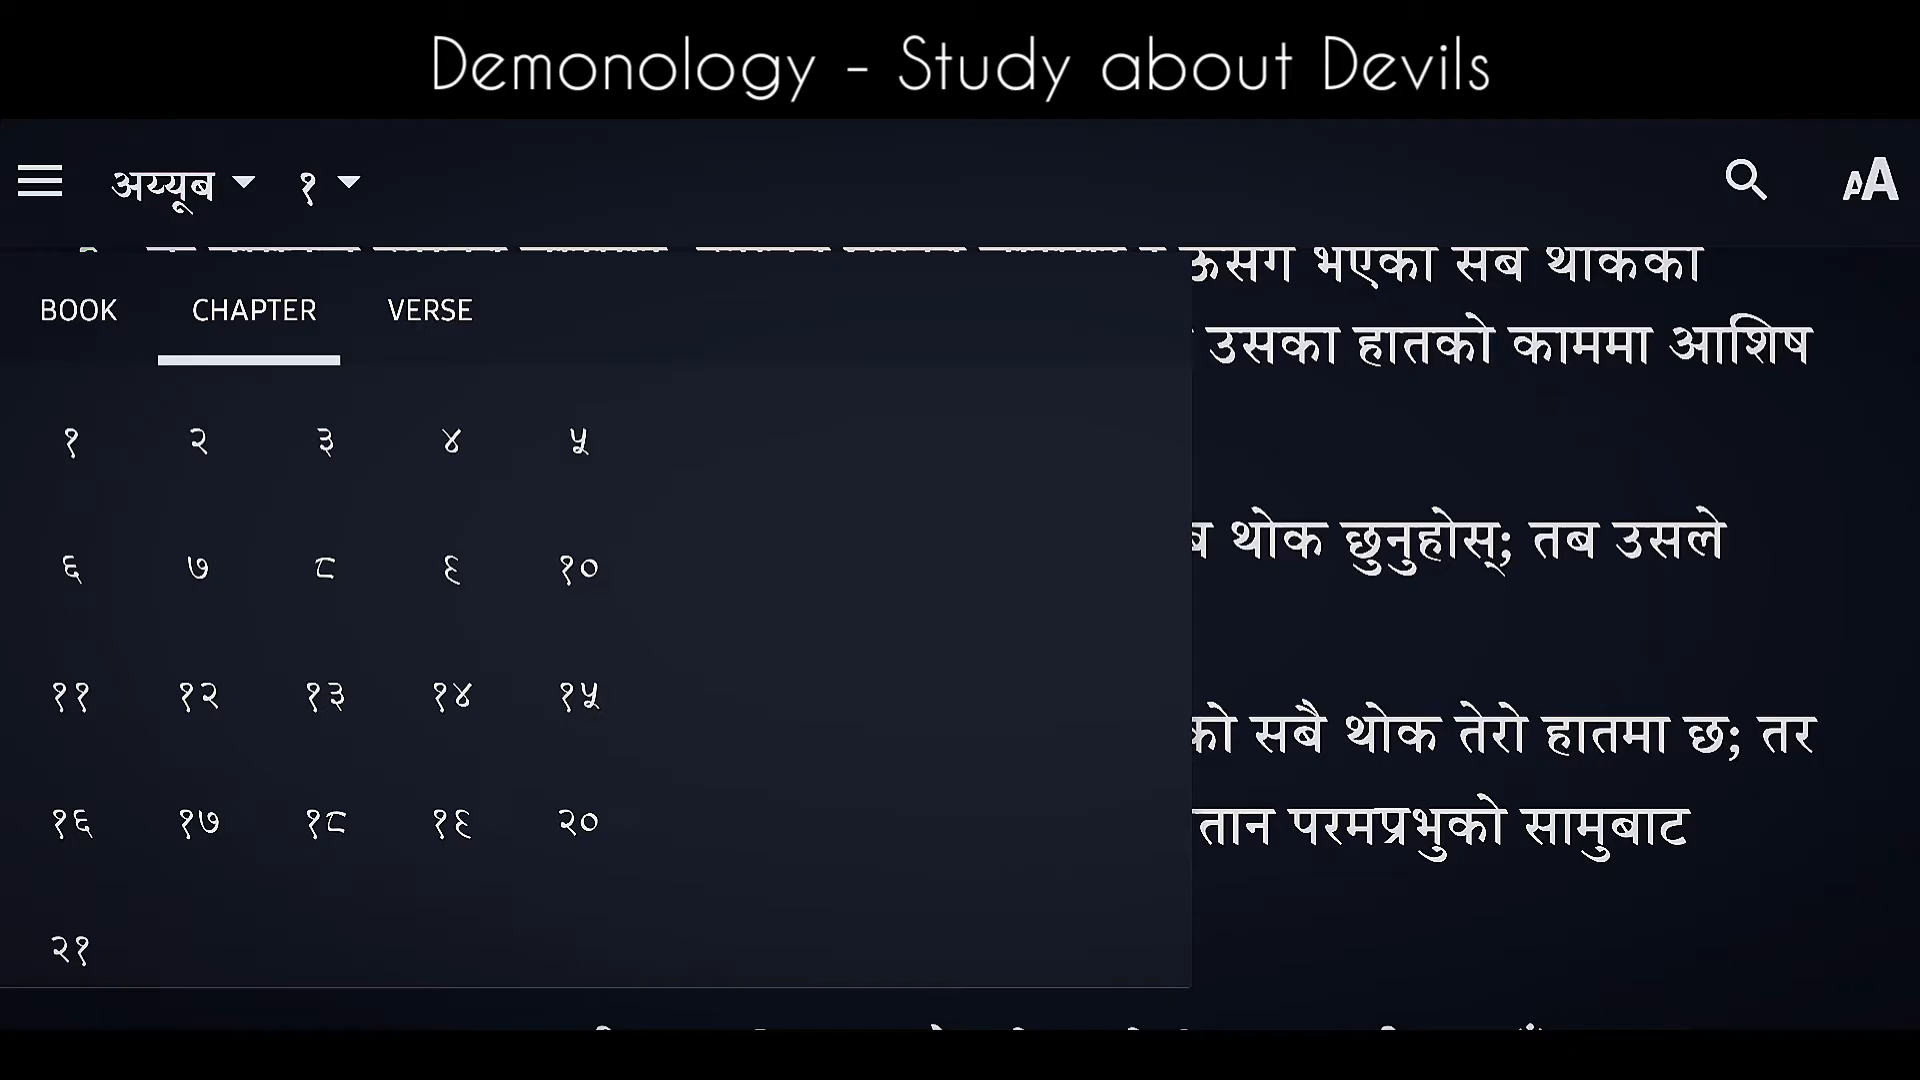 Demonology - Study about Devils
अय्यूब १
ऊसग भएका सब थोकका
BOOK CHAPTER VERSE
उसका हातको काममा आशिष
१ २ ३ ४ ५
थोक छुनुहोस्; तब उसले
६ ७ ८ ९ १०
११ १२ १३ १४ १५
को सबै थोक तेरो हातमा छ; तर
१६ १७ १८ १९ २०
तान परमप्रभुको सामुबाट
२१